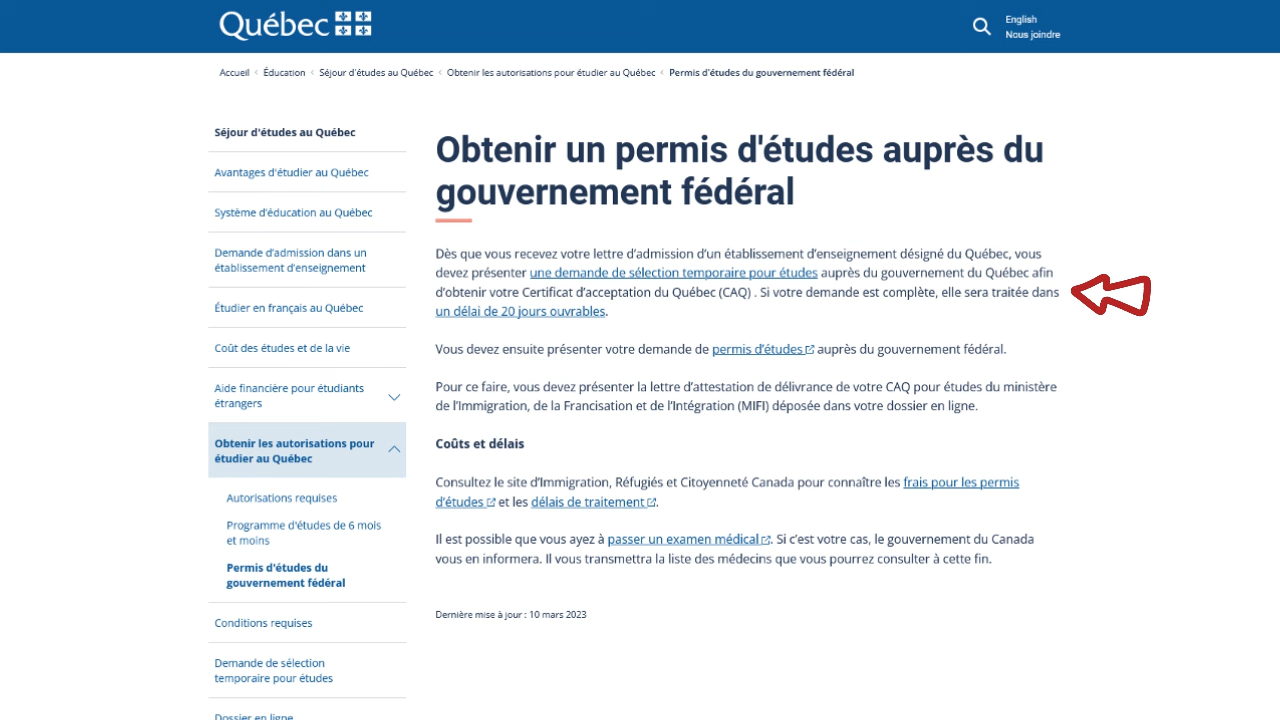 Québec
English
Nous joindre
Accueil ‹ Éducation ‹ Séjour d'études au Québec ‹ Obtenir les autorisations pour étudier au Québec ‹ Permis d'études du gouvernement fédéral
Séjour d'études au Québec
Avantages d'étudier au Québec
Système d'éducation au Québec
Demande d'admission dans un
établissement d'enseignement
Étudier en français au Québec
Coût des études et de la vie
Aide financière pour étudiants
étrangers
Obtenir les autorisations pour
étudier au Québec
Autorisations requises
Programme d'études de 6 mois
et moins
Permis d'études du
gouvernement fédéral
Conditions requises
Demande de sélection
temporaire pour études
Dossier en ligne
Obtenir un permis d'études auprès du
gouvernement fédéral
Dès que vous recevez votre lettre d’admission d’un établissement d’enseignement désigné du Québec, vous
devez présenter une demande de sélection temporaire pour études auprès du gouvernement du Québec afin
d’obtenir votre Certificat d’acceptation du Québec (CAQ) . Si votre demande est complète, elle sera traitée dans
un délai de 20 jours ouvrables.
Vous devez ensuite présenter votre demande de permis d’études auprès du gouvernement fédéral.
Pour ce faire, vous devez présenter la lettre d’attestation de délivrance de votre CAQ pour études du ministère
de l’Immigration, de la Francisation et de l’Intégration (MIFI) déposée dans votre dossier en ligne.
Coûts et délais
Consultez le site d’Immigration, Réfugiés et Citoyenneté Canada pour connaître les frais pour les permis
d’études et les délais de traitement.
Il est possible que vous ayez à passer un examen médical. Si c’est votre cas, le gouvernement du Canada
vous en informera. Il vous transmettra la liste des médecins que vous pourrez consulter à cette fin.
Dernière mise à jour : 10 mars 2023